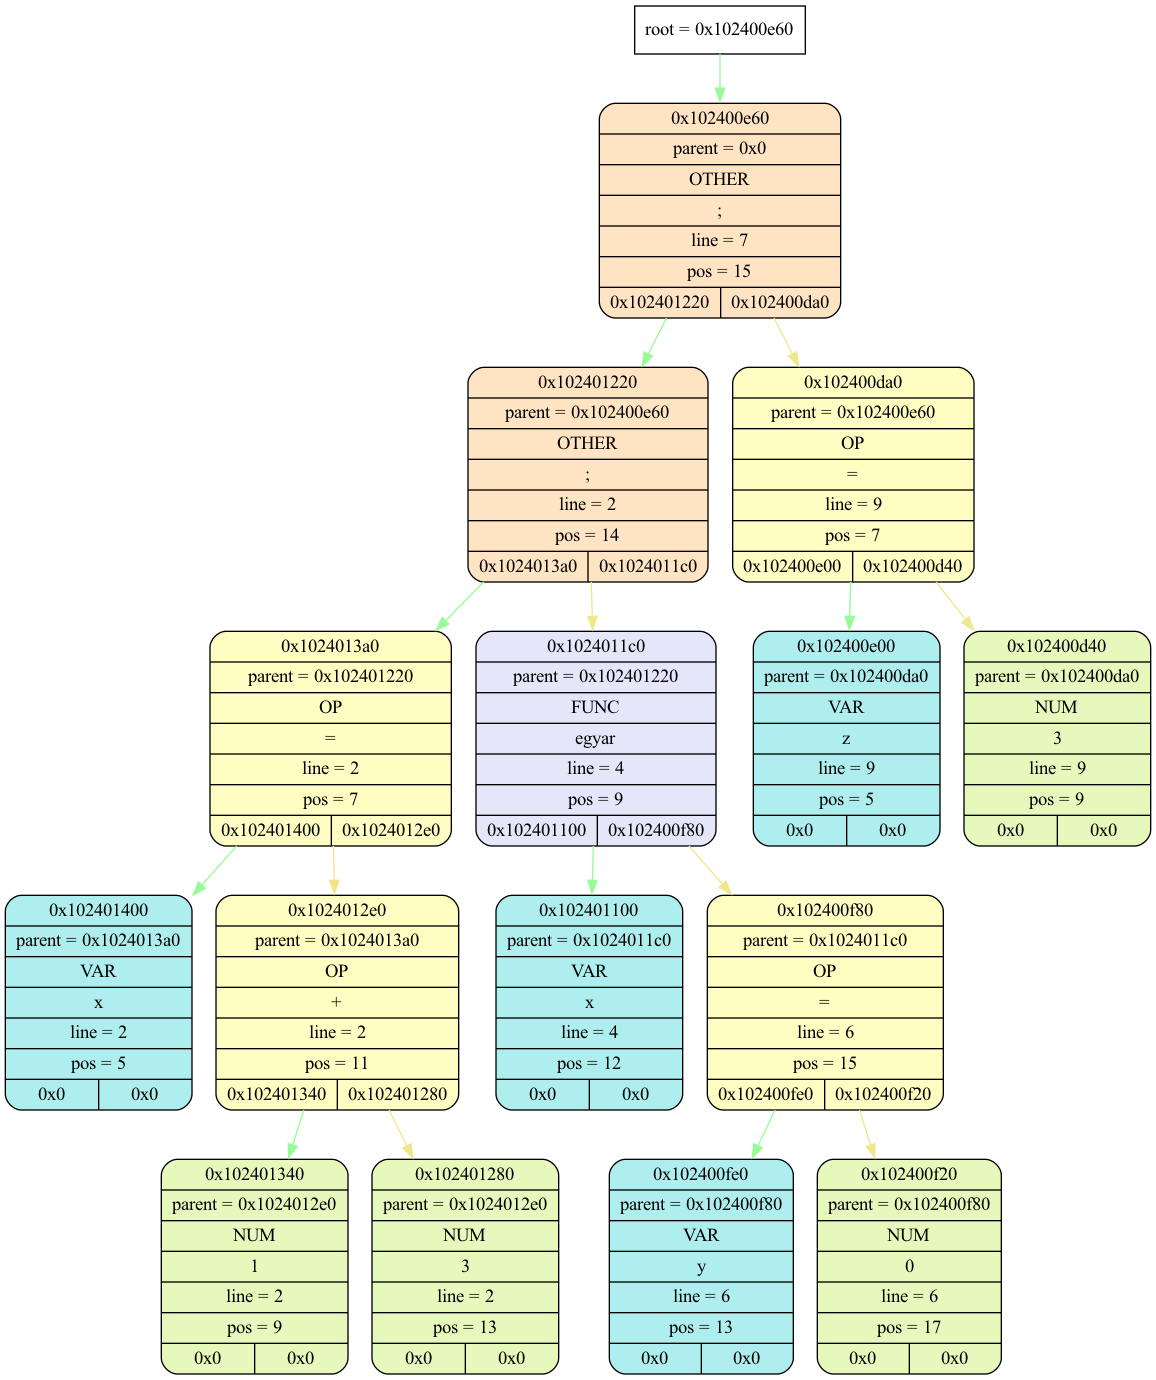 root = 0x102400e60
0x102400e60
parent = 0x0
OTHER
;
line = 7
pos = 15
0x102401220 0x102400da0
0x102401220
parent = 0x102400e60
OTHER
;
line = 2
pos = 14
0x1024013a0 0x1024011c0
0x102400da0
parent = 0x102400e60
OP
=
line = 9
pos = 7
0x102400e00 0x102400d40
0x1024013a0
parent = 0x102401220
OP
=
line = 2
pos = 7
0x102401400 0x1024012e0
0x1024011c0
parent = 0x102401220
FUNC
egyar
line = 4
pos = 9
0x102401100 0x102400f80
0x102400e00
parent = 0x102400da0
VAR
z
line = 9
pos = 5
0x0 0x0
0x102400d40
parent = 0x102400da0
NUM
3
line = 9
pos = 9
0x0 0x0
0x102401400
parent = 0x1024013a0
VAR
x
line = 2
pos = 5
0x0 0x0
0x1024012e0
parent = 0x1024013a0
OP
+
line = 2
pos = 11
0x102401340 0x102401280
0x102401100
parent = 0x1024011c0
VAR
x
line = 4
pos = 12
0x0 0x0
0x102400f80
parent = 0x1024011c0
OP
=
line = 6
pos = 15
0x102400fe0 0x102400f20
0x102401340
parent = 0x1024012e0
NUM
1
line = 2
pos = 9
0x0 0x0
0x102401280
parent = 0x1024012e0
NUM
3
line = 2
pos = 13
0x0 0x0
0x102400fe0
parent = 0x102400f80
VAR
y
line = 6
pos = 13
0x0 0x0
0x102400f20
parent = 0x102400f80
NUM
0
line = 6
pos = 17
0x0 0x0